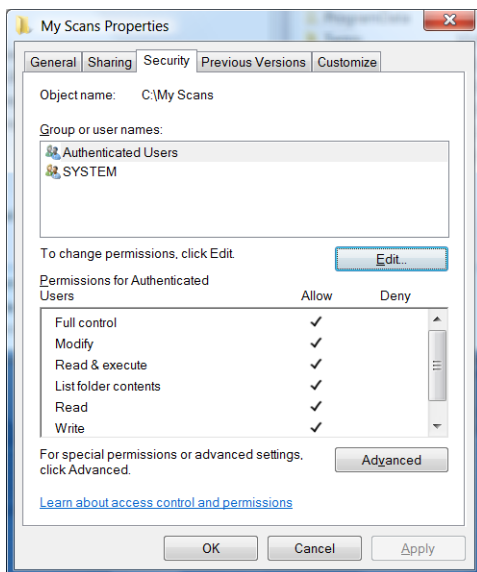 My Scans Properties
General Sharing Security Previous Versions Customize
Object name: C:\My Scans
Group or user names:
Authenticated Users
SYSTEM
To change permissions, click Edit.
Edit...
Permissions for Authenticated
Users Allow Deny
Full control
Modify
Read & execute
List folder contents
Read
Write
For special permissions or advanced settings,
click Advanced.
Advanced
Learn about access control and permissions
OK Cancel Apply